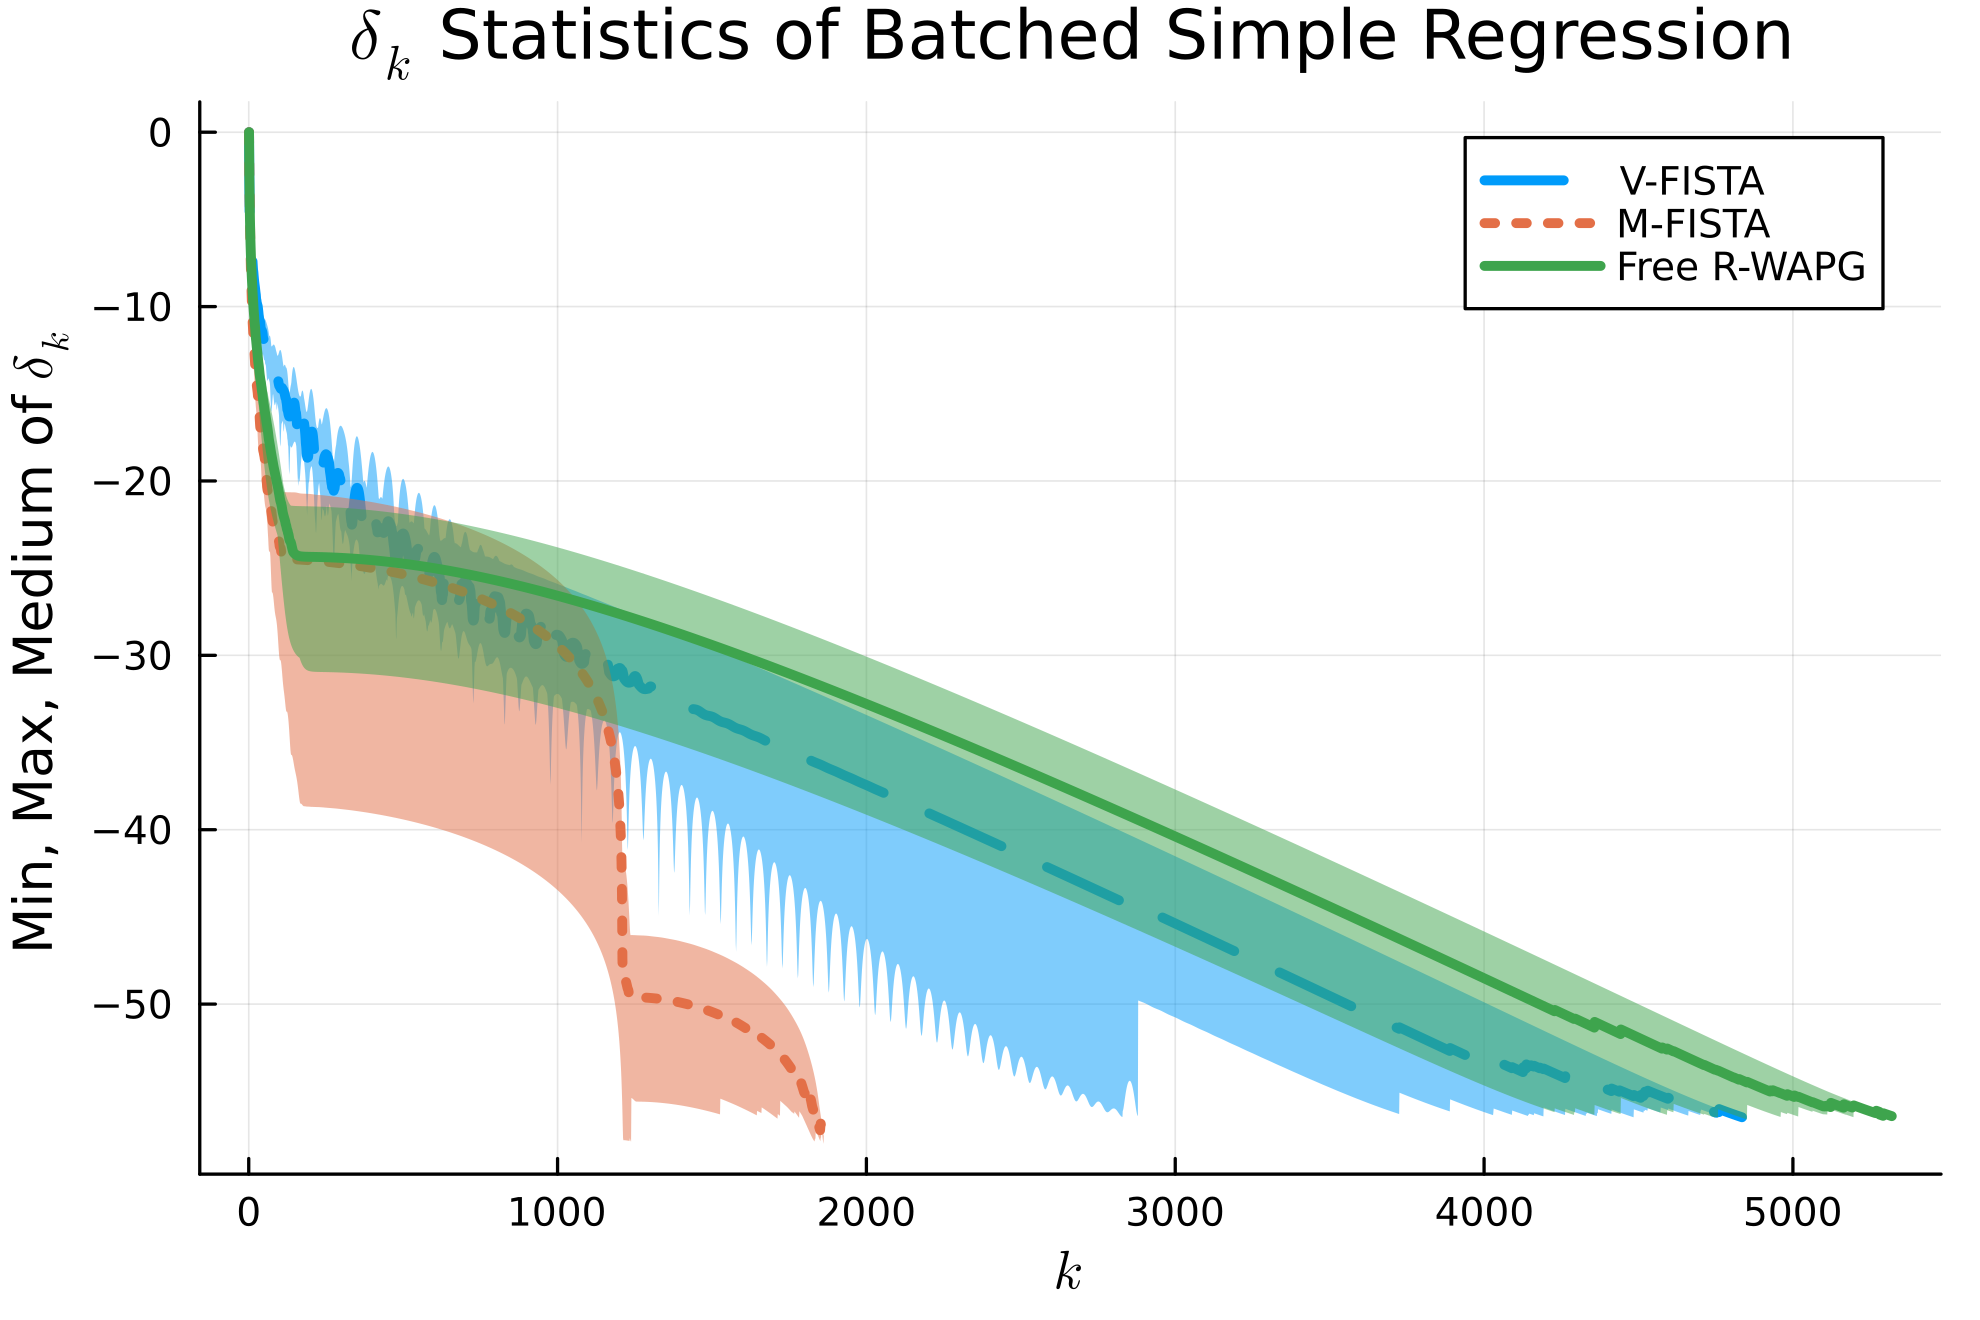 δₖ Statistics of Batched Simple Regression
Min, Max, Medium of δₖ
0
−10
−20
−30
−40
−50
V-FISTA
M-FISTA
Free R-WAPG
0 1000 2000 3000 4000 5000
k